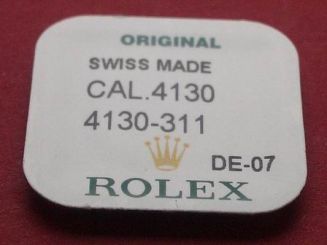 ORIGINAL
SWISS MADE
CAL.4130
4130-311
DE-07
ROLEX